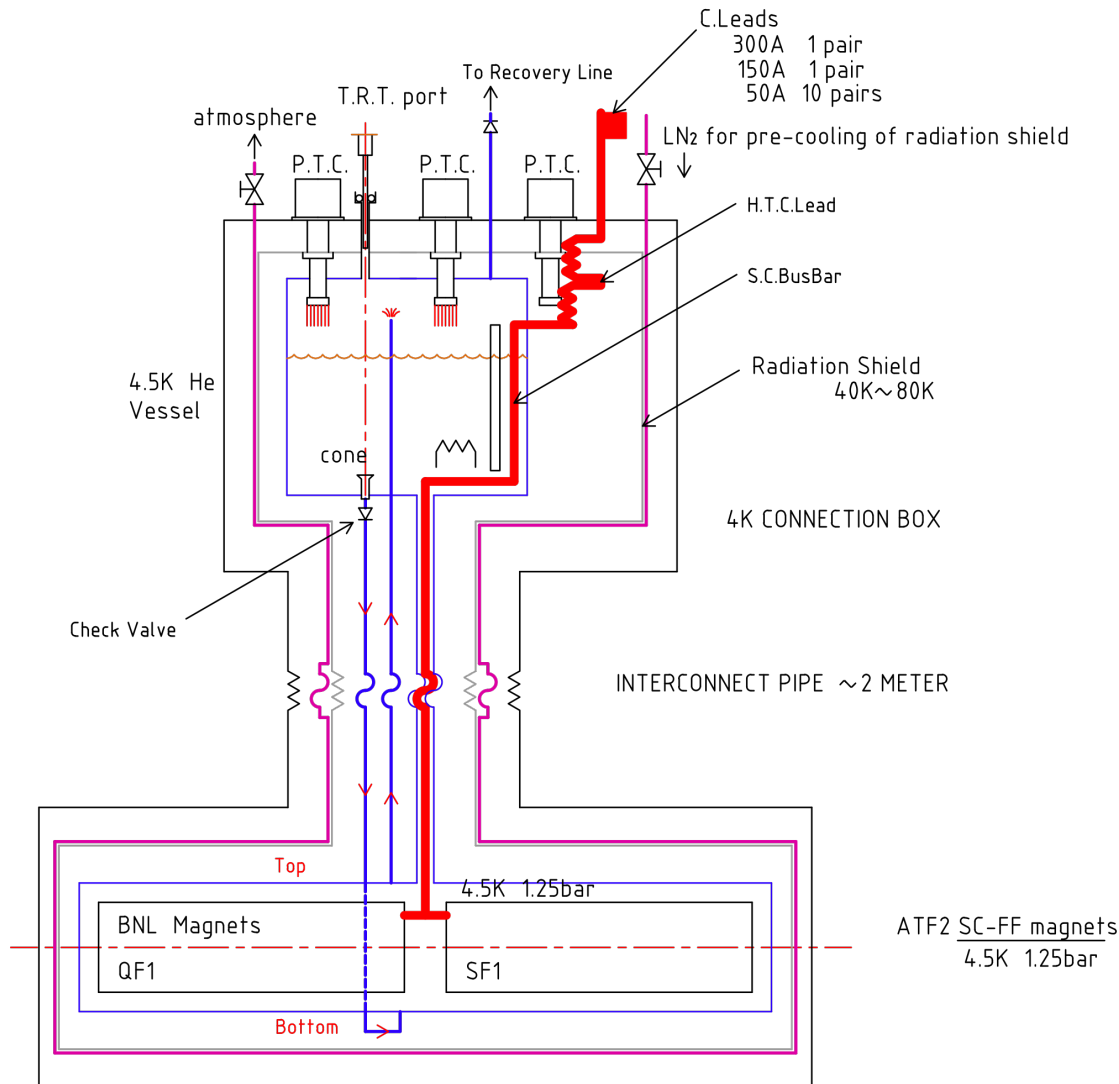 C.Leads
300A 1 pair
150A 1 pair
50A 10 pairs
To Recovery Line
T.R.T. port
atmosphere
LN2 for pre-cooling of radiation shield
P.T.C.
P.T.C.
P.T.C.
H.T.C.Lead
S.C.BusBar
Radiation Shield
40K~80K
4.5K He
Vessel
cone
4K CONNECTION BOX
Check Valve
INTERCONNECT PIPE ~2 METER
Top
4.5K 1.25bar
BNL Magnets
QF1
SF1
ATF2 SC-FF magnets
4.5K 1.25bar
Bottom